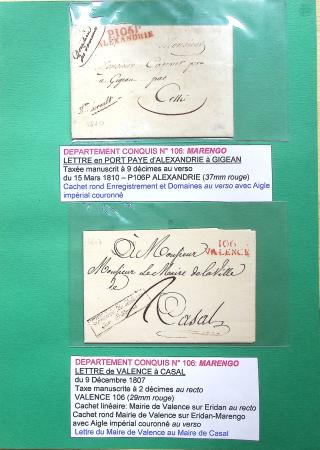 P106P
ALEXANDRIE
Monsieur
à Gigean par
Cette
1810
DEPARTEMENT CONQUIS N° 106: MARENGO
LETTRE en PORT PAYE d'ALEXANDRIE à GIGEAN
Taxée manuscrit à 9 décimes au verso
du 15 Mars 1810 – P106P ALEXANDRIE (37mm rouge)
Cachet rond Enregistrement et Domaines au verso avec Aigle
impérial couronné
106
VALENCE
À Monsieur
Monsieur Le Maire de la Ville
de
Casal
DEPARTEMENT CONQUIS N° 106: MARENGO
LETTRE de VALENCE à CASAL
du 9 Décembre 1807
Taxe manuscrite à 2 décimes au recto
VALENCE 106 (29mm rouge)
Cachet linéaire: Mairie de Valence sur Eridan au recto
Cachet rond Mairie de Valence sur Eridan-Marengo
avec Aigle impérial couronné au verso
Lettre du Maire de Valence au Maire de Casal